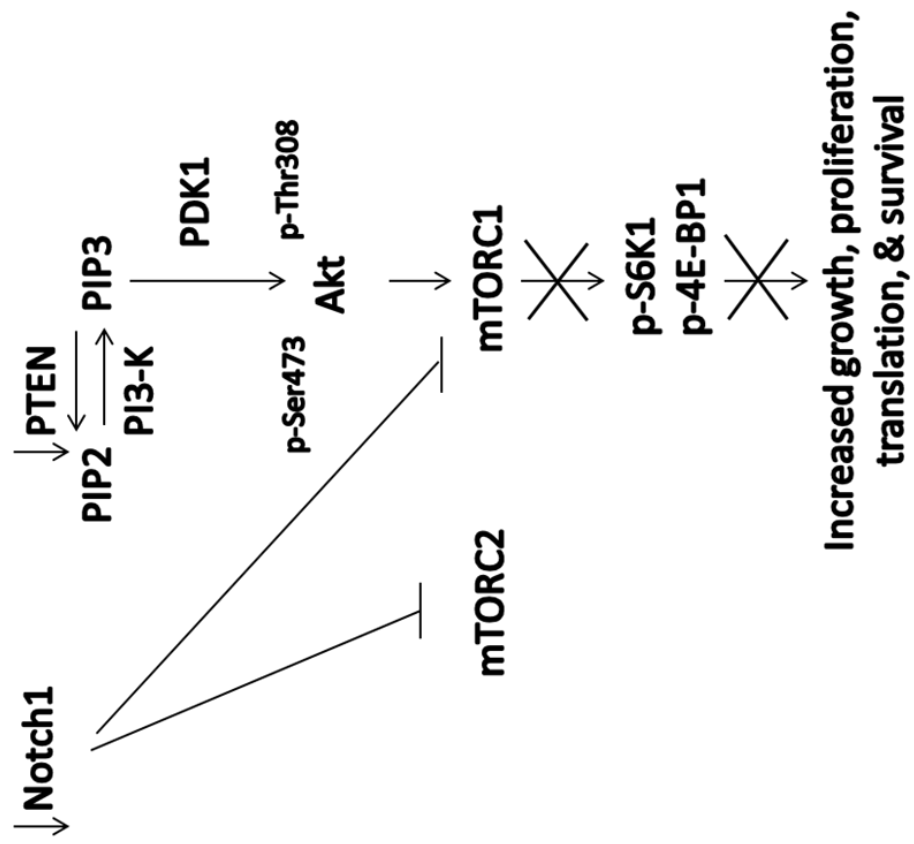 Notch1
PTEN
PIP2
PIP3
PI3-K
PDK1
p-Ser473
p-Thr308
Akt
mTORC2
mTORC1
p-S6K1
p-4E-BP1
Increased growth, proliferation,
translation, & survival